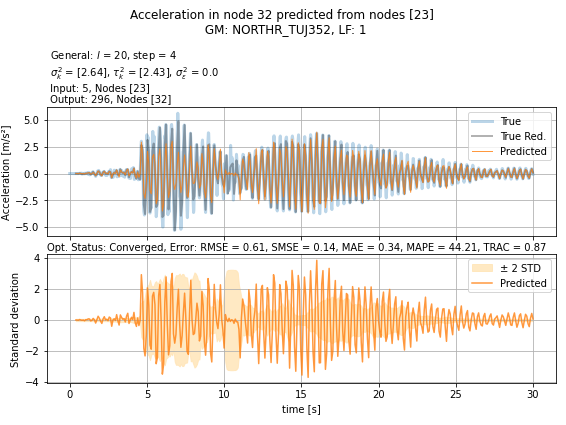 Acceleration in node 32 predicted from nodes [23]
GM: NORTHR_TUJ352, LF: 1
General: l = 20, step = 4
σ²ₖ = [2.64], τ²ₖ = [2.43], σ²ε = 0.0
Input: 5, Nodes [23]
Output: 296, Nodes [32]
Acceleration [m/s²]
5.0
2.5
0.0
−2.5
−5.0
True
True Red.
Predicted
Opt. Status: Converged, Error: RMSE = 0.61, SMSE = 0.14, MAE = 0.34, MAPE = 44.21, TRAC = 0.87
Standard deviation
4
2
0
−2
−4
± 2 STD
Predicted
0 5 10 15 20 25 30
time [s]